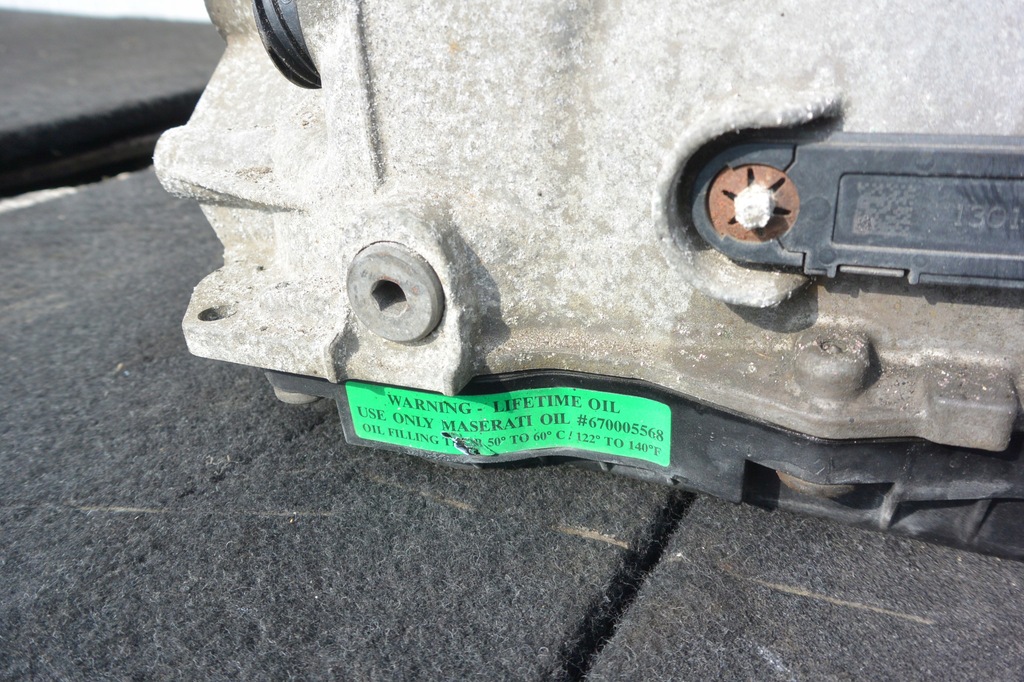 1301
WARNING - LIFETIME OIL
USE ONLY MASERATI OIL #670005568
OIL FILLING 50° TO 60° C / 122° TO 140°F